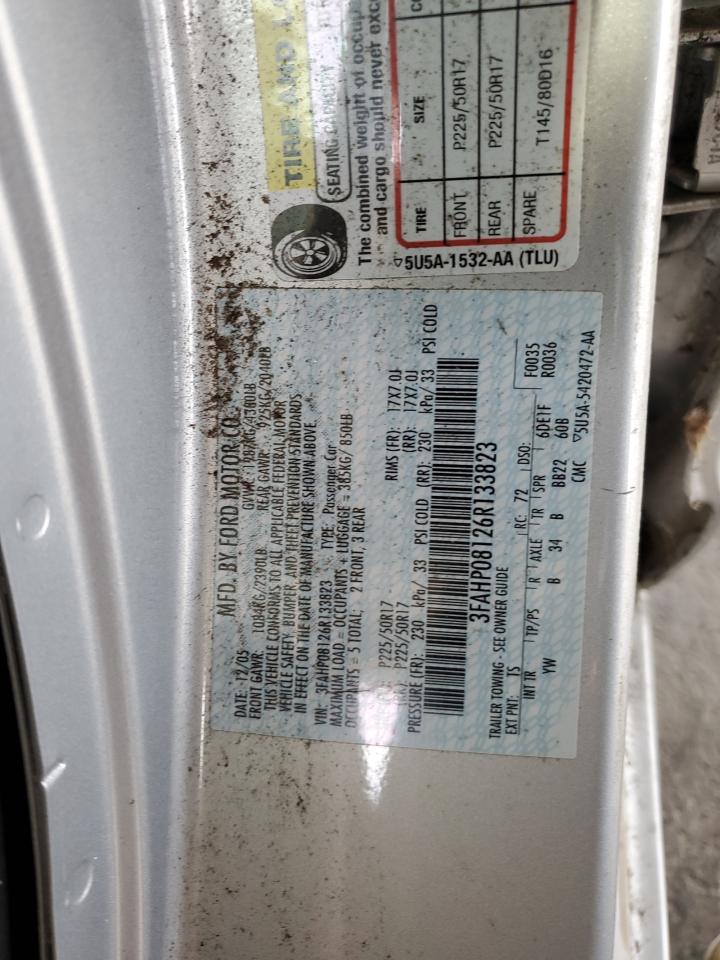 TIRE AND LO
SEATING CAPACITY
The combined weight of occup
and cargo should never exc
TIRE SIZE CO
FRONT P225/50R17
REAR P225/50R17
SPARE T145/80D16
5U5A-1532-AA (TLU)
MFD. BY FORD MOTOR CO.
DATE: 12/05 GVWR: /4380LB
FRONT GAWR: 1084KG/2390LB REAR GAWR: 925KG/2040LB
THIS VEHICLE CONFORMS TO ALL APPLICABLE FEDERAL MOTOR
VEHICLE SAFETY, BUMPER, AND THEFT PREVENTION STANDARDS
IN EFFECT ON THE DATE OF MANUFACTURE SHOWN ABOVE.
VIN: 3FAHP08126R133823 TYPE: Passenger Car
MAXIMUM LOAD = OCCUPANTS + LUGGAGE = 385KG/ 850LB
OCCUPANTS = 5 TOTAL: 2 FRONT, 3 REAR
P225/50R17 RIMS (FR): 17X7.0J
P225/50R17 (RR): 17X7.0J
PRESSURE (FR): 230 kPa/ 33 PSI COLD (RR): 230 kPa/ 33 PSI COLD
3FAHP08126R133823
TRAILER TOWING - SEE OWNER GUIDE
EXT PNT: TS RC: 72 DSO: F0035
R0036
INT TR TP/PS R AXLE TR SPR 6DE1F
YW B 34 B BB22 60B
CMC 5U5A-5420472-AA